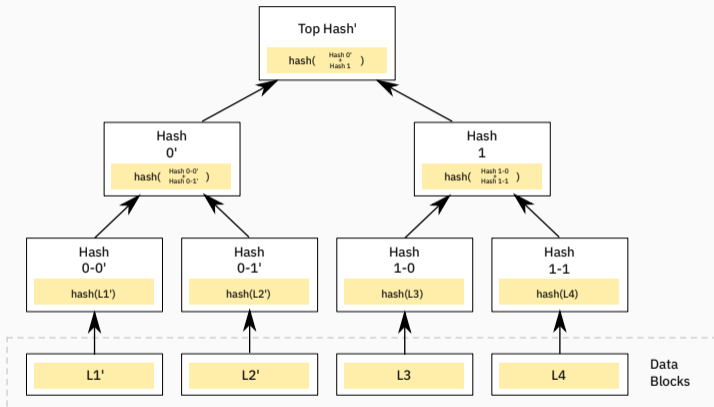 Top Hash'
hash( Hash 0'
+
Hash 1 )
Hash
0'
hash( Hash 0-0'
+
Hash 0-1' )
Hash
1
hash( Hash 1-0
+
Hash 1-1 )
Hash
0-0'
hash(L1')
Hash
0-1'
hash(L2')
Hash
1-0
hash(L3)
Hash
1-1
hash(L4)
L1'
L2'
L3
L4
Data
Blocks